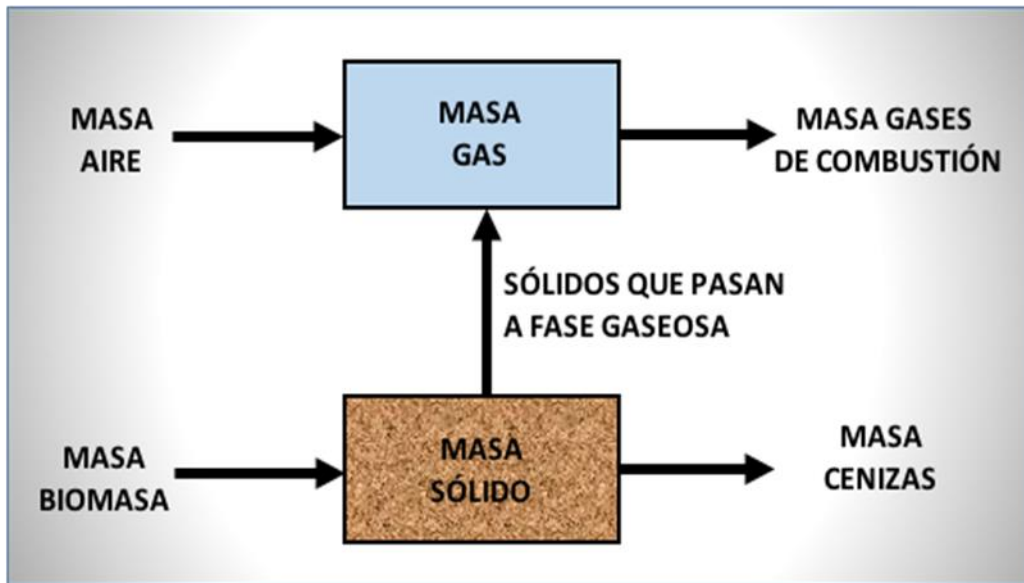 MASA
AIRE
MASA
GAS
MASA GASES
DE COMBUSTIÓN
SÓLIDOS QUE PASAN
A FASE GASEOSA
MASA
BIOMASA
MASA
SÓLIDO
MASA
CENIZAS